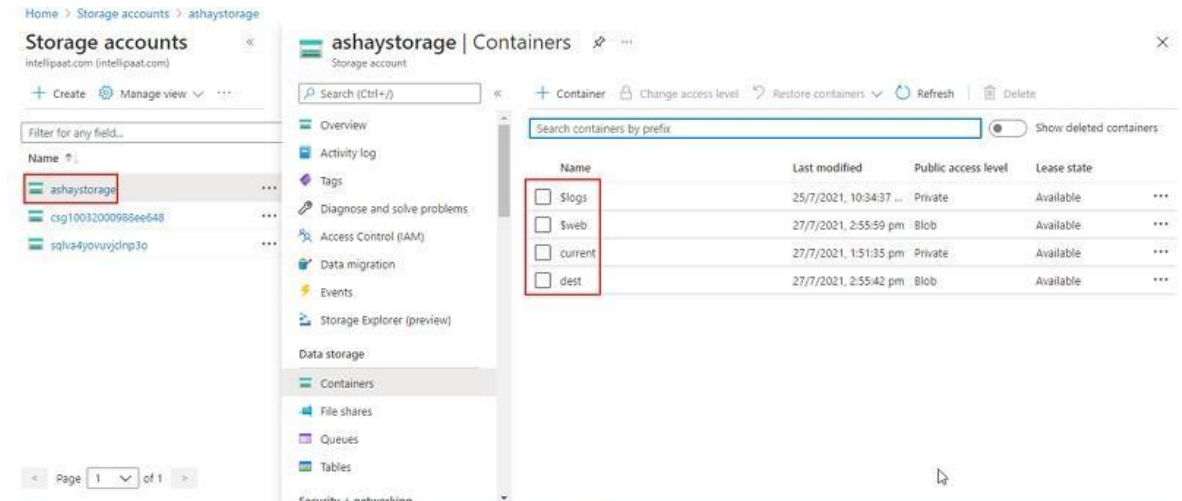 Home > Storage accounts > ashaystorage
Storage accounts
intellipaat.com (intellipaat.com)
Create Manage view
Filter for any field...
Name
ashaystorage
csg10032000988ee648
sqlva4yovuvjclnp3o
Page 1 of 1
ashaystorage | Containers
Storage account
Search (Ctrl+/)
Overview
Activity log
Tags
Diagnose and solve problems
Access Control (IAM)
Data migration
Events
Storage Explorer (preview)
Data storage
Containers
File shares
Queues
Tables
Security + networking
Container Change access level Restore containers Refresh Delete
Search containers by prefix
Show deleted containers
Name Last modified Public access level Lease state
$logs 25/7/2021, 10:34:37 ... Private Available
$web 27/7/2021, 2:55:59 pm Blob Available
current 27/7/2021, 1:51:35 pm Private Available
dest 27/7/2021, 2:55:42 pm Blob Available